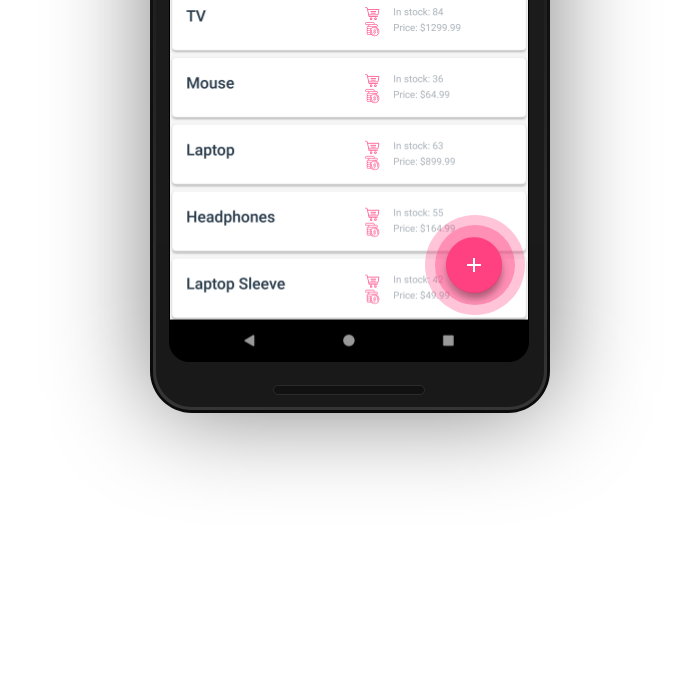 TV
In stock: 84
Price: $1299.99
Mouse
In stock: 36
Price: $64.99
Laptop
In stock: 63
Price: $899.99
Headphones
In stock: 55
Price: $164.99
Laptop Sleeve
In stock: 42
Price: $49.99